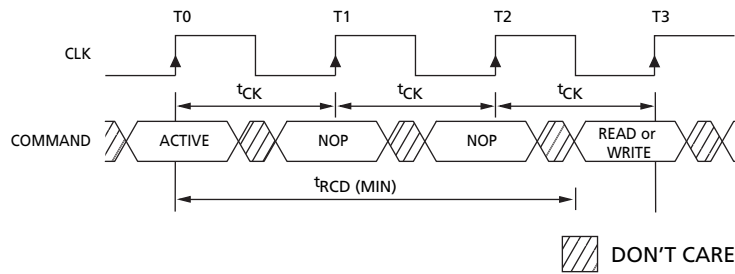 T0 T1 T2 T3
CLK
tCK tCK tCK
COMMAND ACTIVE NOP NOP READ or
WRITE
tRCD (MIN)
DON'T CARE